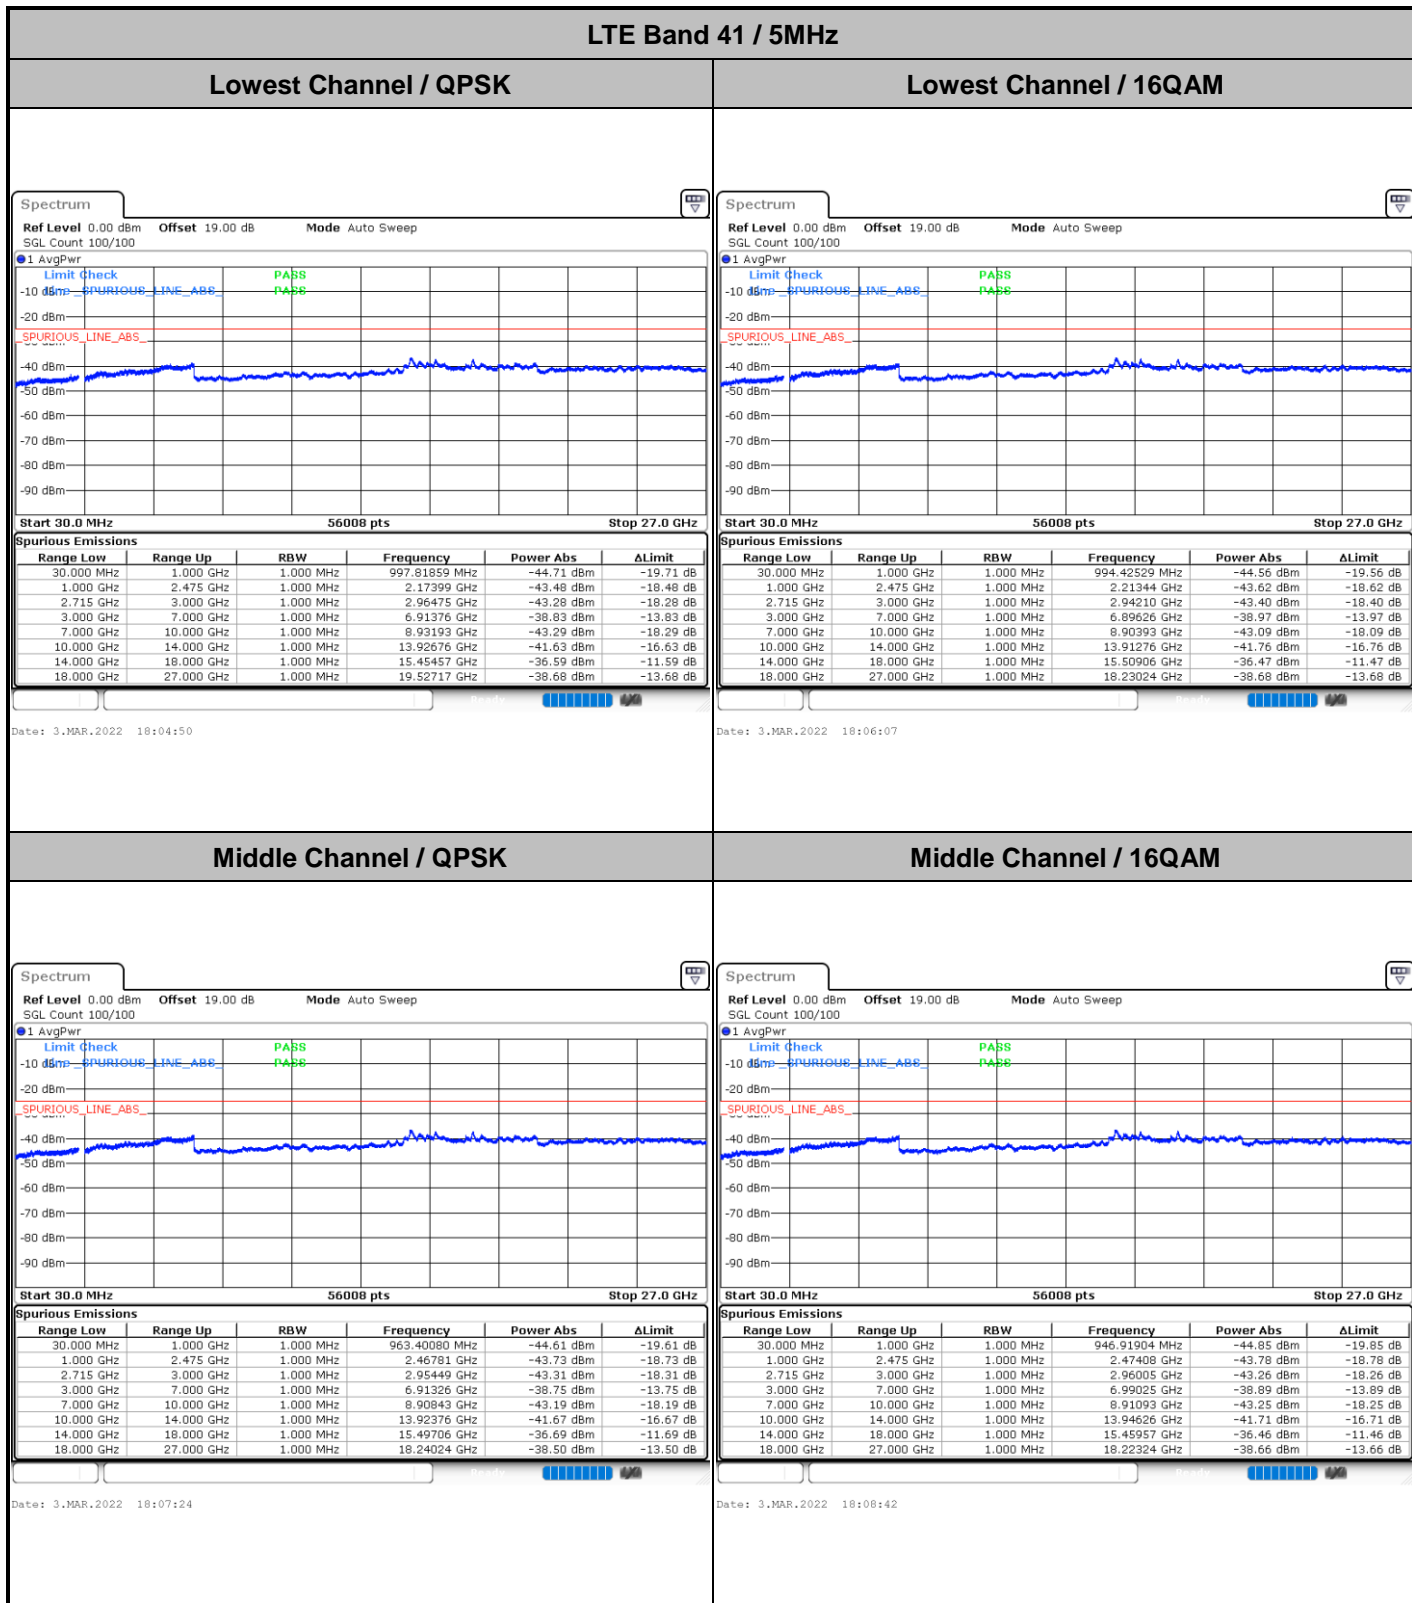 LTE Band 41 / 5MHz
Lowest Channel / QPSK
Spectrum
Ref Level 0.00 dBm Offset 19.00 dB Mode Auto Sweep
SGL Count 100/100
1 AvgPwr
Limit Check PASS
-10 dBm Line _SPURIOUS_LINE_ABS_ PASS
-20 dBm
_SPURIOUS_LINE_ABS_
-40 dBm
-50 dBm
-60 dBm
-70 dBm
-80 dBm
-90 dBm
Start 30.0 MHz 56008 pts Stop 27.0 GHz
Spurious Emissions
Range Low Range Up RBW Frequency Power Abs ΔLimit
30.000 MHz 1.000 GHz 1.000 MHz 997.81859 MHz -44.71 dBm -19.71 dB
1.000 GHz 2.475 GHz 1.000 MHz 2.17399 GHz -43.48 dBm -18.48 dB
2.715 GHz 3.000 GHz 1.000 MHz 2.96475 GHz -43.28 dBm -18.28 dB
3.000 GHz 7.000 GHz 1.000 MHz 6.91376 GHz -38.83 dBm -13.83 dB
7.000 GHz 10.000 GHz 1.000 MHz 8.93193 GHz -43.29 dBm -18.29 dB
10.000 GHz 14.000 GHz 1.000 MHz 13.92676 GHz -41.63 dBm -16.63 dB
14.000 GHz 18.000 GHz 1.000 MHz 15.45457 GHz -36.59 dBm -11.59 dB
18.000 GHz 27.000 GHz 1.000 MHz 19.52717 GHz -38.68 dBm -13.68 dB
Ready
Date: 3.MAR.2022 18:04:50
Lowest Channel / 16QAM
Spectrum
Ref Level 0.00 dBm Offset 19.00 dB Mode Auto Sweep
SGL Count 100/100
1 AvgPwr
Limit Check PASS
-10 dBm Line _SPURIOUS_LINE_ABS_ PASS
-20 dBm
_SPURIOUS_LINE_ABS_
-40 dBm
-50 dBm
-60 dBm
-70 dBm
-80 dBm
-90 dBm
Start 30.0 MHz 56008 pts Stop 27.0 GHz
Spurious Emissions
Range Low Range Up RBW Frequency Power Abs ΔLimit
30.000 MHz 1.000 GHz 1.000 MHz 994.42529 MHz -44.56 dBm -19.56 dB
1.000 GHz 2.475 GHz 1.000 MHz 2.21344 GHz -43.62 dBm -18.62 dB
2.715 GHz 3.000 GHz 1.000 MHz 2.94210 GHz -43.40 dBm -18.40 dB
3.000 GHz 7.000 GHz 1.000 MHz 6.89626 GHz -38.97 dBm -13.97 dB
7.000 GHz 10.000 GHz 1.000 MHz 8.90393 GHz -43.09 dBm -18.09 dB
10.000 GHz 14.000 GHz 1.000 MHz 13.91276 GHz -41.76 dBm -16.76 dB
14.000 GHz 18.000 GHz 1.000 MHz 15.50906 GHz -36.47 dBm -11.47 dB
18.000 GHz 27.000 GHz 1.000 MHz 18.23024 GHz -38.68 dBm -13.68 dB
Ready
Date: 3.MAR.2022 18:06:07
Middle Channel / QPSK
Spectrum
Ref Level 0.00 dBm Offset 19.00 dB Mode Auto Sweep
SGL Count 100/100
1 AvgPwr
Limit Check PASS
-10 dBm Line _SPURIOUS_LINE_ABS_ PASS
-20 dBm
_SPURIOUS_LINE_ABS_
-40 dBm
-50 dBm
-60 dBm
-70 dBm
-80 dBm
-90 dBm
Start 30.0 MHz 56008 pts Stop 27.0 GHz
Spurious Emissions
Range Low Range Up RBW Frequency Power Abs ΔLimit
30.000 MHz 1.000 GHz 1.000 MHz 963.40080 MHz -44.61 dBm -19.61 dB
1.000 GHz 2.475 GHz 1.000 MHz 2.46781 GHz -43.73 dBm -18.73 dB
2.715 GHz 3.000 GHz 1.000 MHz 2.95449 GHz -43.31 dBm -18.31 dB
3.000 GHz 7.000 GHz 1.000 MHz 6.91326 GHz -38.75 dBm -13.75 dB
7.000 GHz 10.000 GHz 1.000 MHz 8.90843 GHz -43.19 dBm -18.19 dB
10.000 GHz 14.000 GHz 1.000 MHz 13.92376 GHz -41.67 dBm -16.67 dB
14.000 GHz 18.000 GHz 1.000 MHz 15.49706 GHz -36.69 dBm -11.69 dB
18.000 GHz 27.000 GHz 1.000 MHz 18.24024 GHz -38.50 dBm -13.50 dB
Ready
Date: 3.MAR.2022 18:07:24
Middle Channel / 16QAM
Spectrum
Ref Level 0.00 dBm Offset 19.00 dB Mode Auto Sweep
SGL Count 100/100
1 AvgPwr
Limit Check PASS
-10 dBm Line _SPURIOUS_LINE_ABS_ PASS
-20 dBm
_SPURIOUS_LINE_ABS_
-40 dBm
-50 dBm
-60 dBm
-70 dBm
-80 dBm
-90 dBm
Start 30.0 MHz 56008 pts Stop 27.0 GHz
Spurious Emissions
Range Low Range Up RBW Frequency Power Abs ΔLimit
30.000 MHz 1.000 GHz 1.000 MHz 946.91904 MHz -44.85 dBm -19.85 dB
1.000 GHz 2.475 GHz 1.000 MHz 2.47408 GHz -43.78 dBm -18.78 dB
2.715 GHz 3.000 GHz 1.000 MHz 2.96005 GHz -43.26 dBm -18.26 dB
3.000 GHz 7.000 GHz 1.000 MHz 6.99025 GHz -38.89 dBm -13.89 dB
7.000 GHz 10.000 GHz 1.000 MHz 8.91093 GHz -43.25 dBm -18.25 dB
10.000 GHz 14.000 GHz 1.000 MHz 13.94626 GHz -41.71 dBm -16.71 dB
14.000 GHz 18.000 GHz 1.000 MHz 15.45957 GHz -36.46 dBm -11.46 dB
18.000 GHz 27.000 GHz 1.000 MHz 18.22324 GHz -38.66 dBm -13.66 dB
Ready
Date: 3.MAR.2022 18:08:42